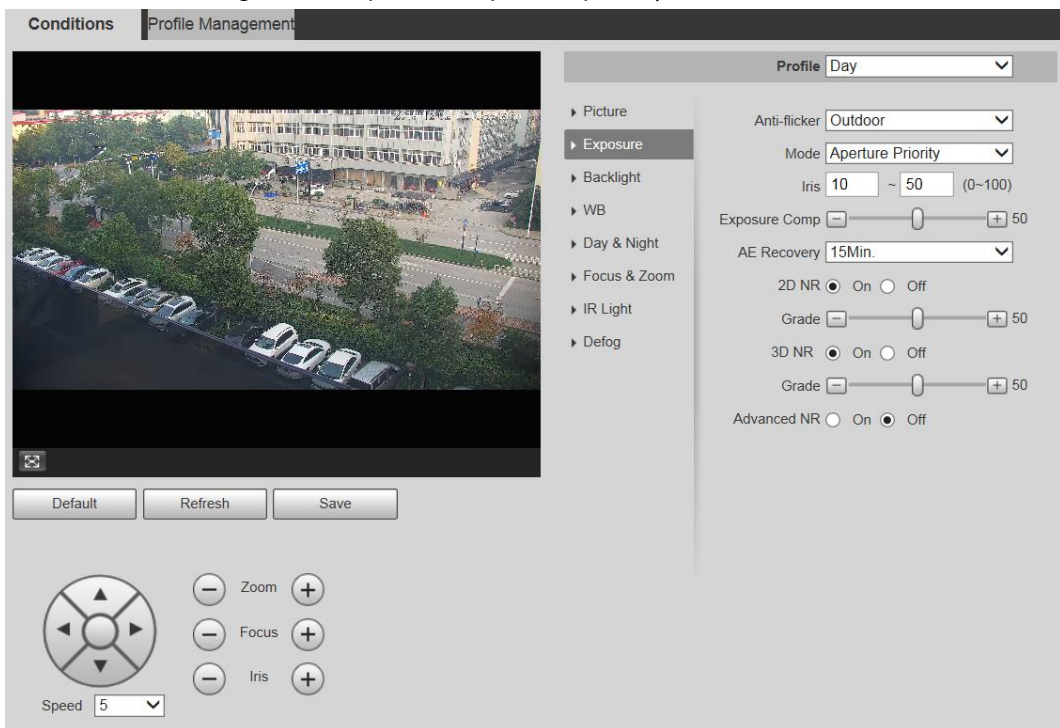 Conditions Profile Management
Profile Day
Picture
Exposure
Backlight
WB
Day & Night
Focus & Zoom
IR Light
Defog
Anti-flicker Outdoor
Mode Aperture Priority
Iris 10 ~ 50 (0~100)
Exposure Comp 50
AE Recovery 15Min.
2D NR On Off
Grade 50
3D NR On Off
Grade 50
Advanced NR On Off
Default Refresh Save
Zoom
Focus
Iris
Speed 5